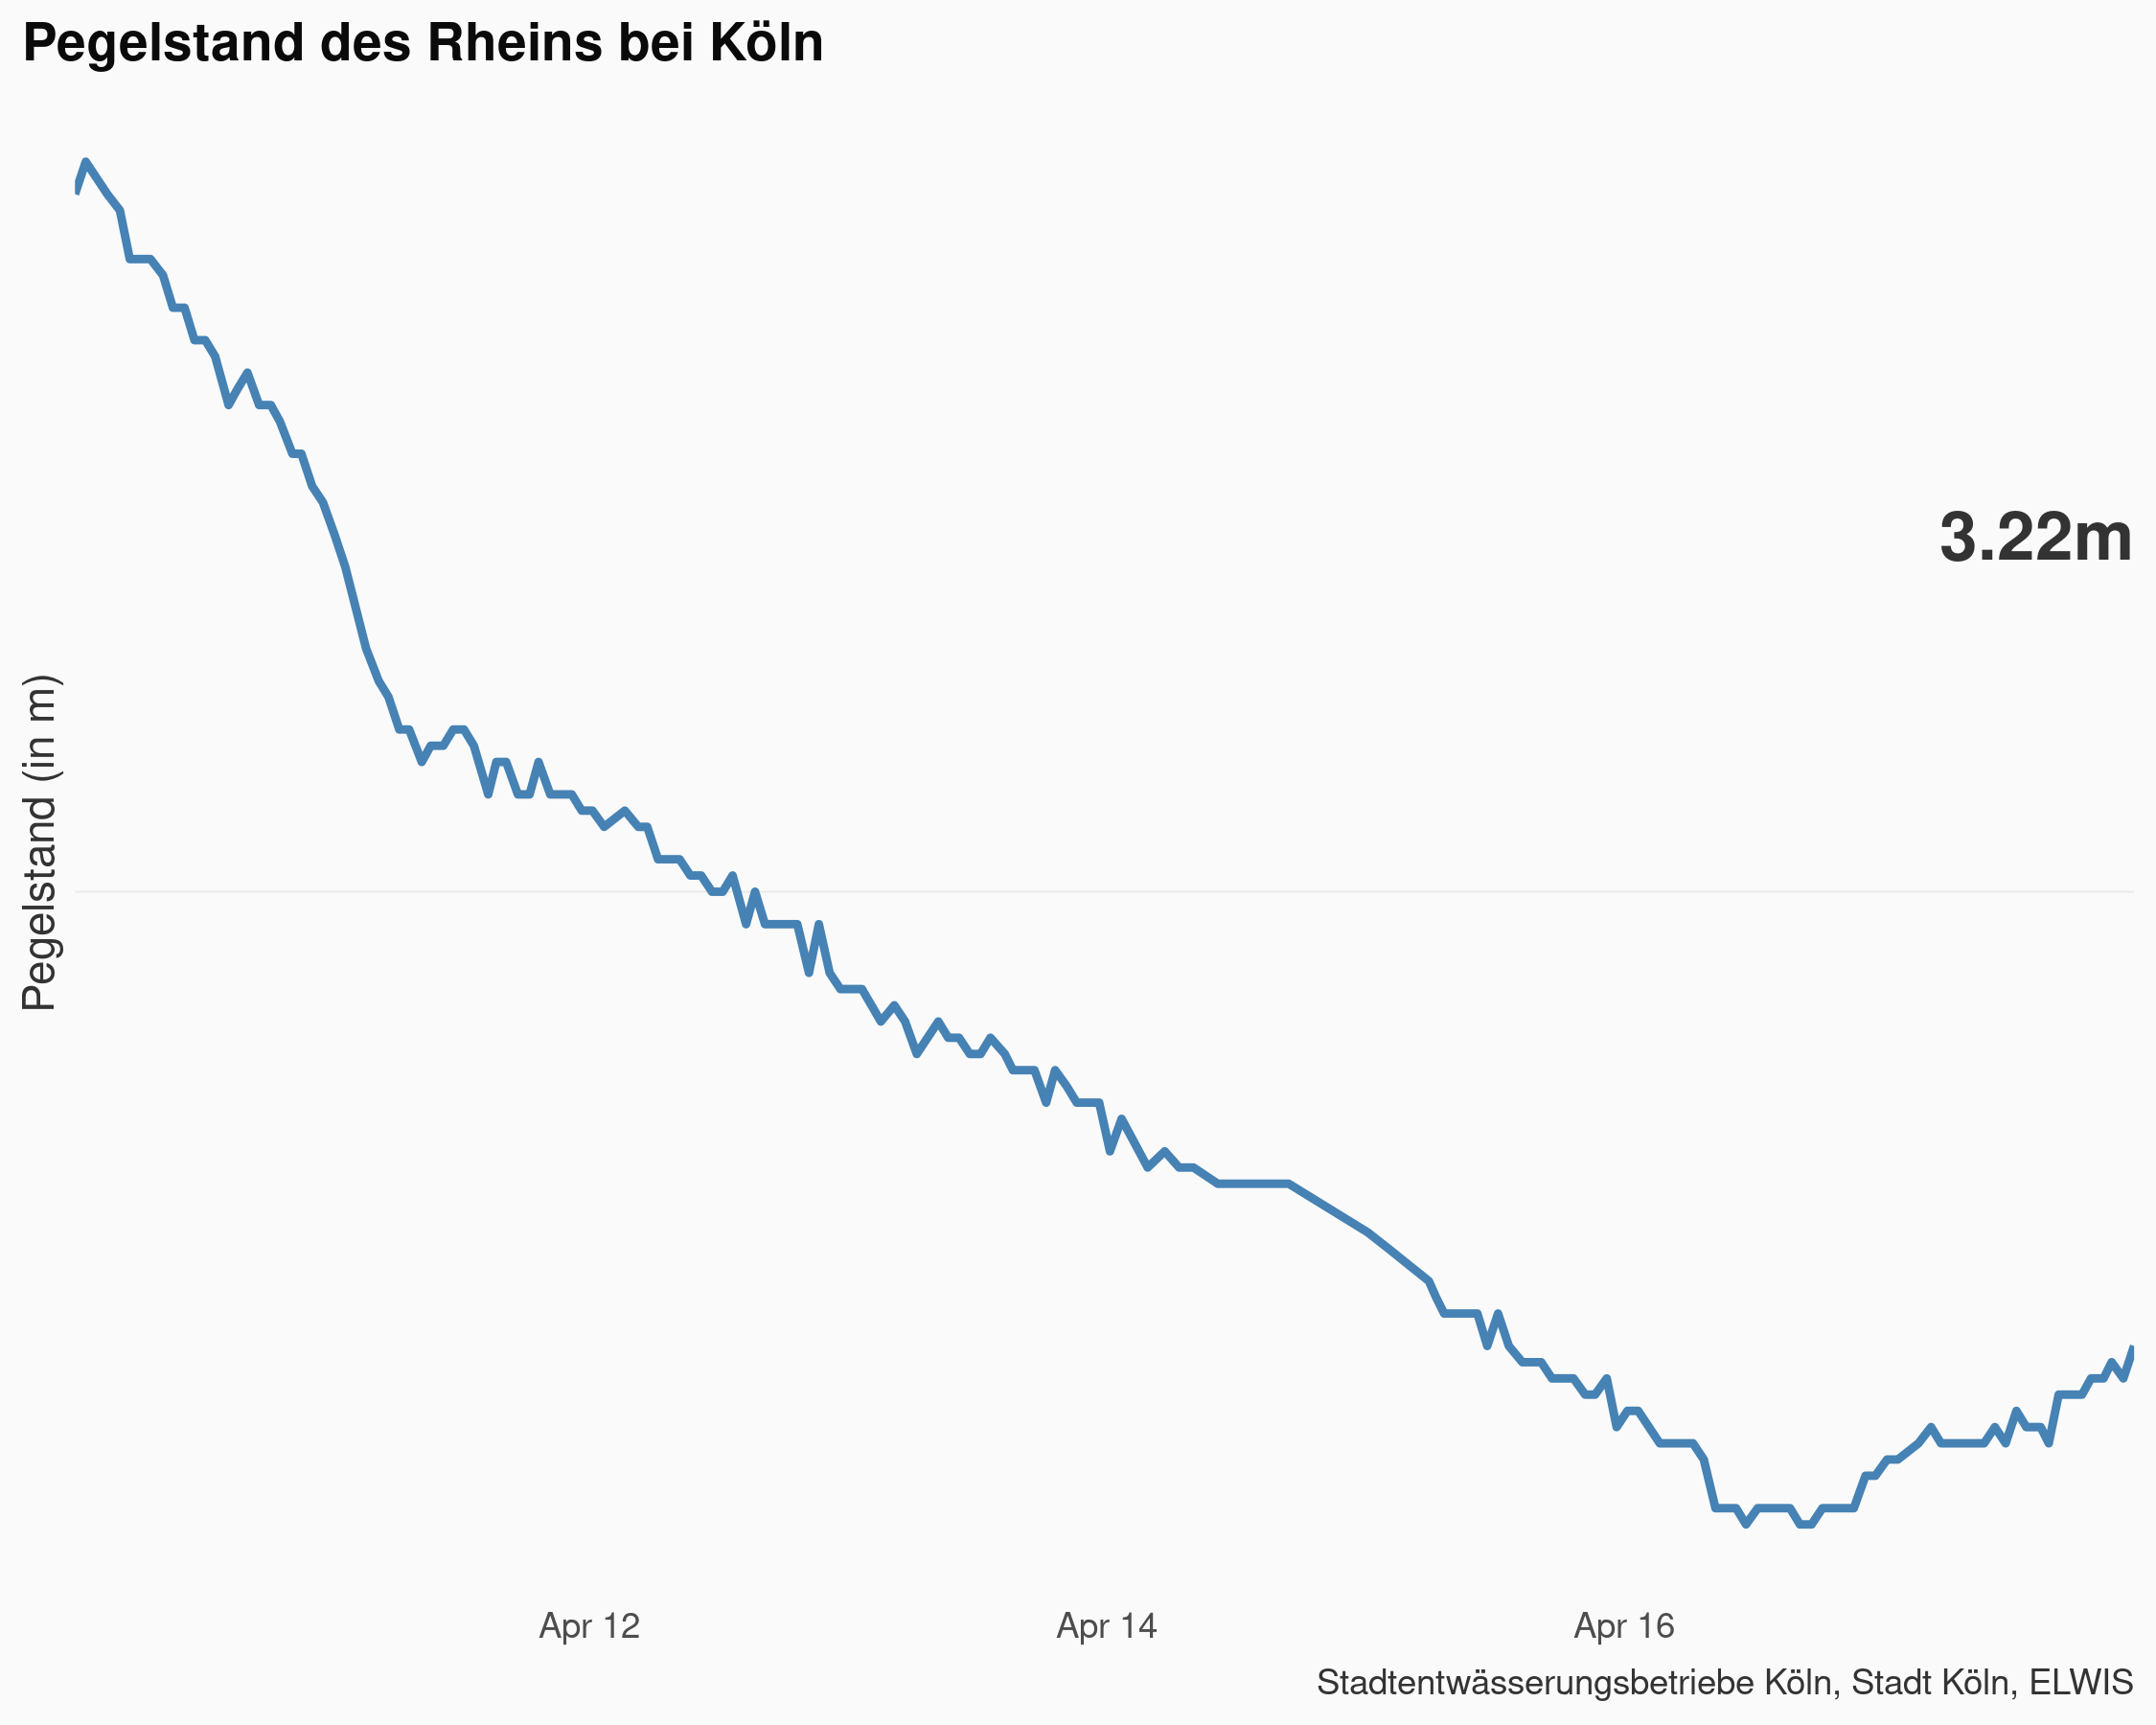 Pegelstand des Rheins bei Köln
3.22m
Pegelstand (in m)
Apr 12
Apr 14
Apr 16
Stadtentwässerungsbetriebe Köln, Stadt Köln, ELWIS